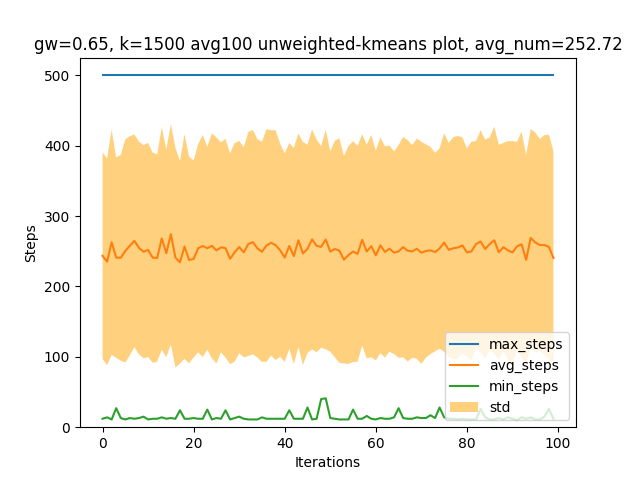 gw=0.65, k=1500 avg100 unweighted-kmeans plot, avg_num=252.72
500
400
300
200
100
0
Steps
max_steps
avg_steps
min_steps
std
0 20 40 60 80 100
Iterations